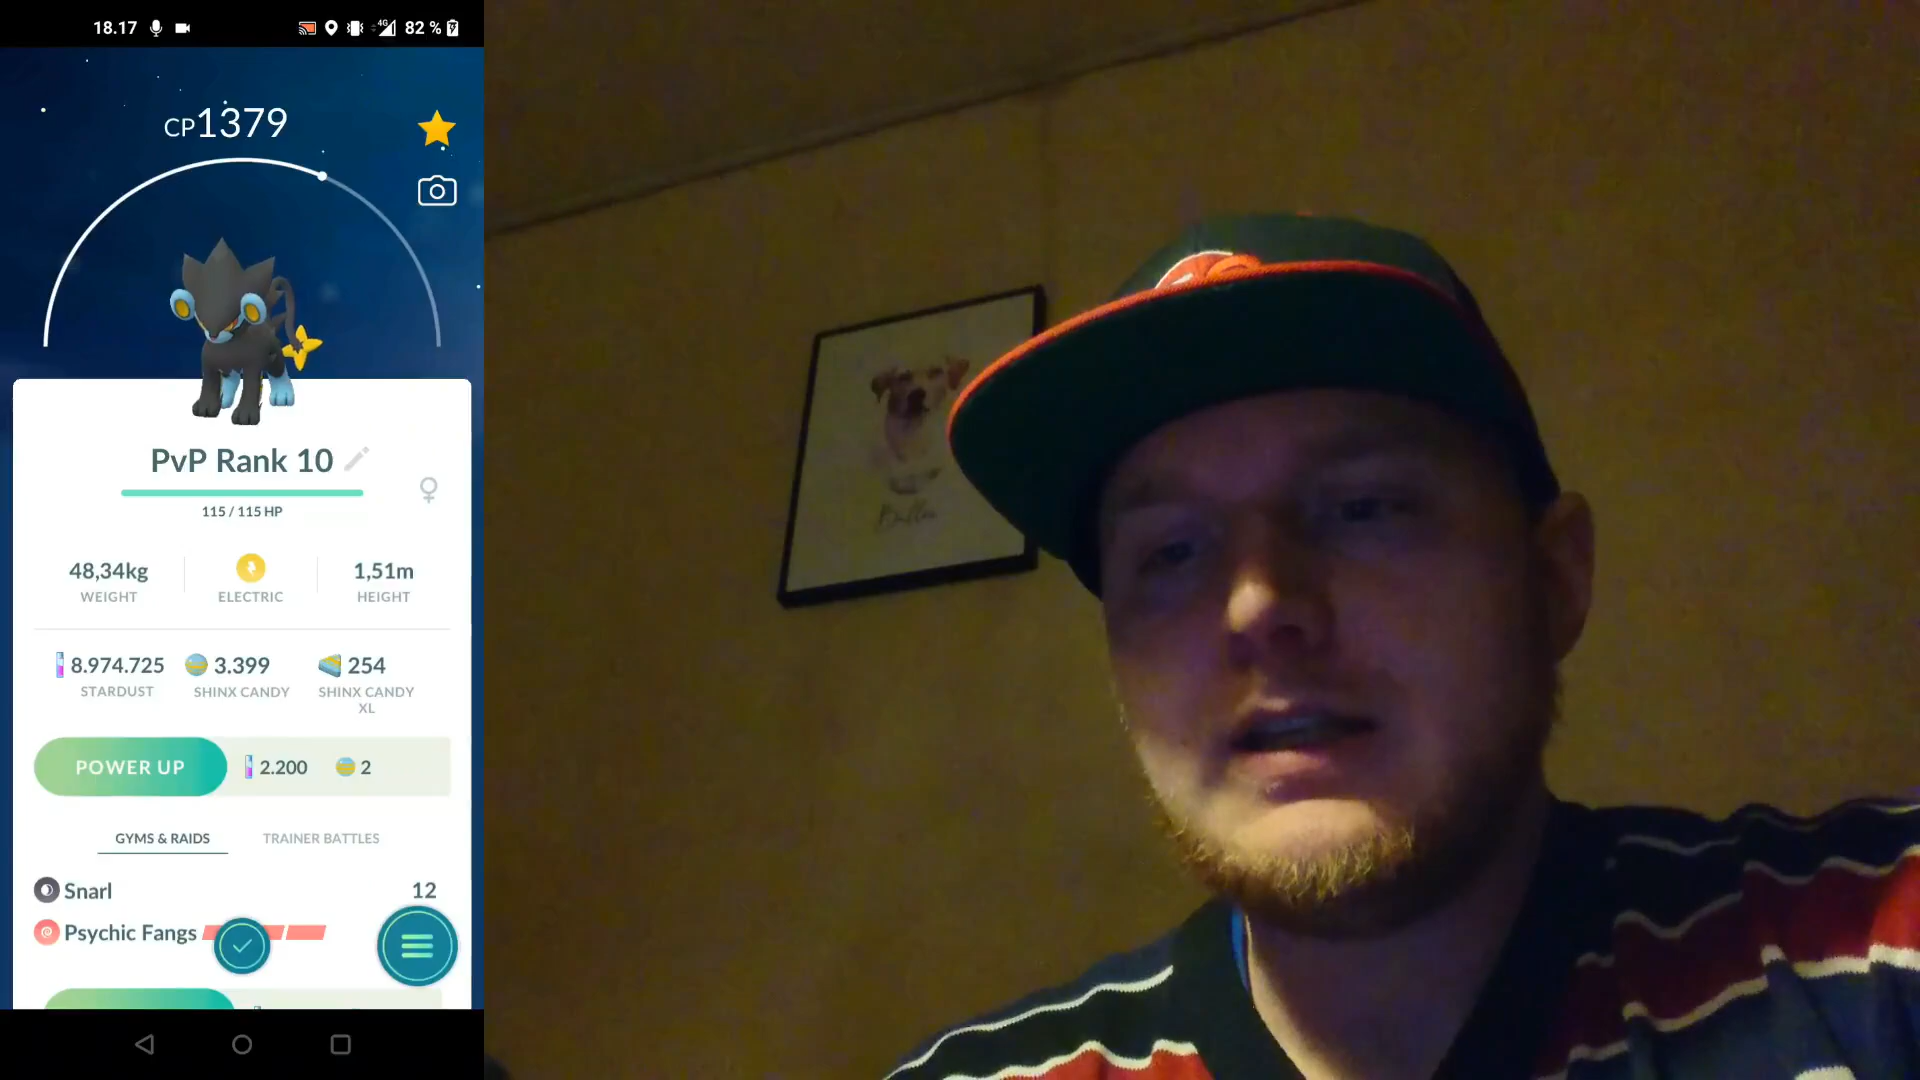 18.17
4G
82 %
CP1379
PvP Rank 10
115 / 115 HP
48,34kg
WEIGHT
ELECTRIC
1,51m
HEIGHT
8.974.725
STARDUST
3.399
SHINX CANDY
254
SHINX CANDY
XL
POWER UP
2.200
2
GYMS & RAIDS
TRAINER BATTLES
Snarl
12
Psychic Fangs